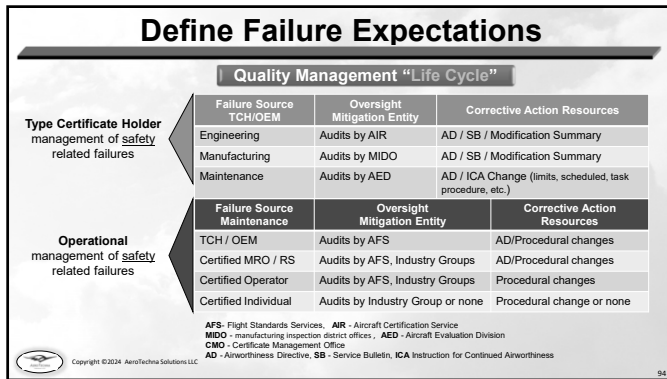 Define Failure Expectations
Quality Management “Life Cycle”
Type Certificate Holder
management of safety
related failures
Failure Source
TCH/OEM
Oversight
Mitigation Entity
Corrective Action Resources
Engineering
Audits by AIR
AD / SB / Modification Summary
Manufacturing
Audits by MIDO
AD / SB / Modification Summary
Maintenance
Audits by AED
AD / ICA Change (limits, scheduled, task
procedure, etc.)
Operational
management of safety
related failures
Failure Source
Maintenance
Oversight
Mitigation Entity
Corrective Action
Resources
TCH / OEM
Audits by AFS
AD/Procedural changes
Certified MRO / RS
Audits by AFS, Industry Groups
AD/Procedural changes
Certified Operator
Audits by AFS, Industry Groups
Procedural changes
Certified Individual
Audits by Industry Group or none
Procedural change or none
AFS- Flight Standards Services, AIR - Aircraft Certification Service
MIDO - manufacturing inspection district offices , AED - Aircraft Evaluation Division
CMO - Certificate Management Office
AD - Airworthiness Directive, SB - Service Bulletin, ICA Instruction for Continued Airworthiness
Copyright ©2024 AeroTechna Solutions LLC
94